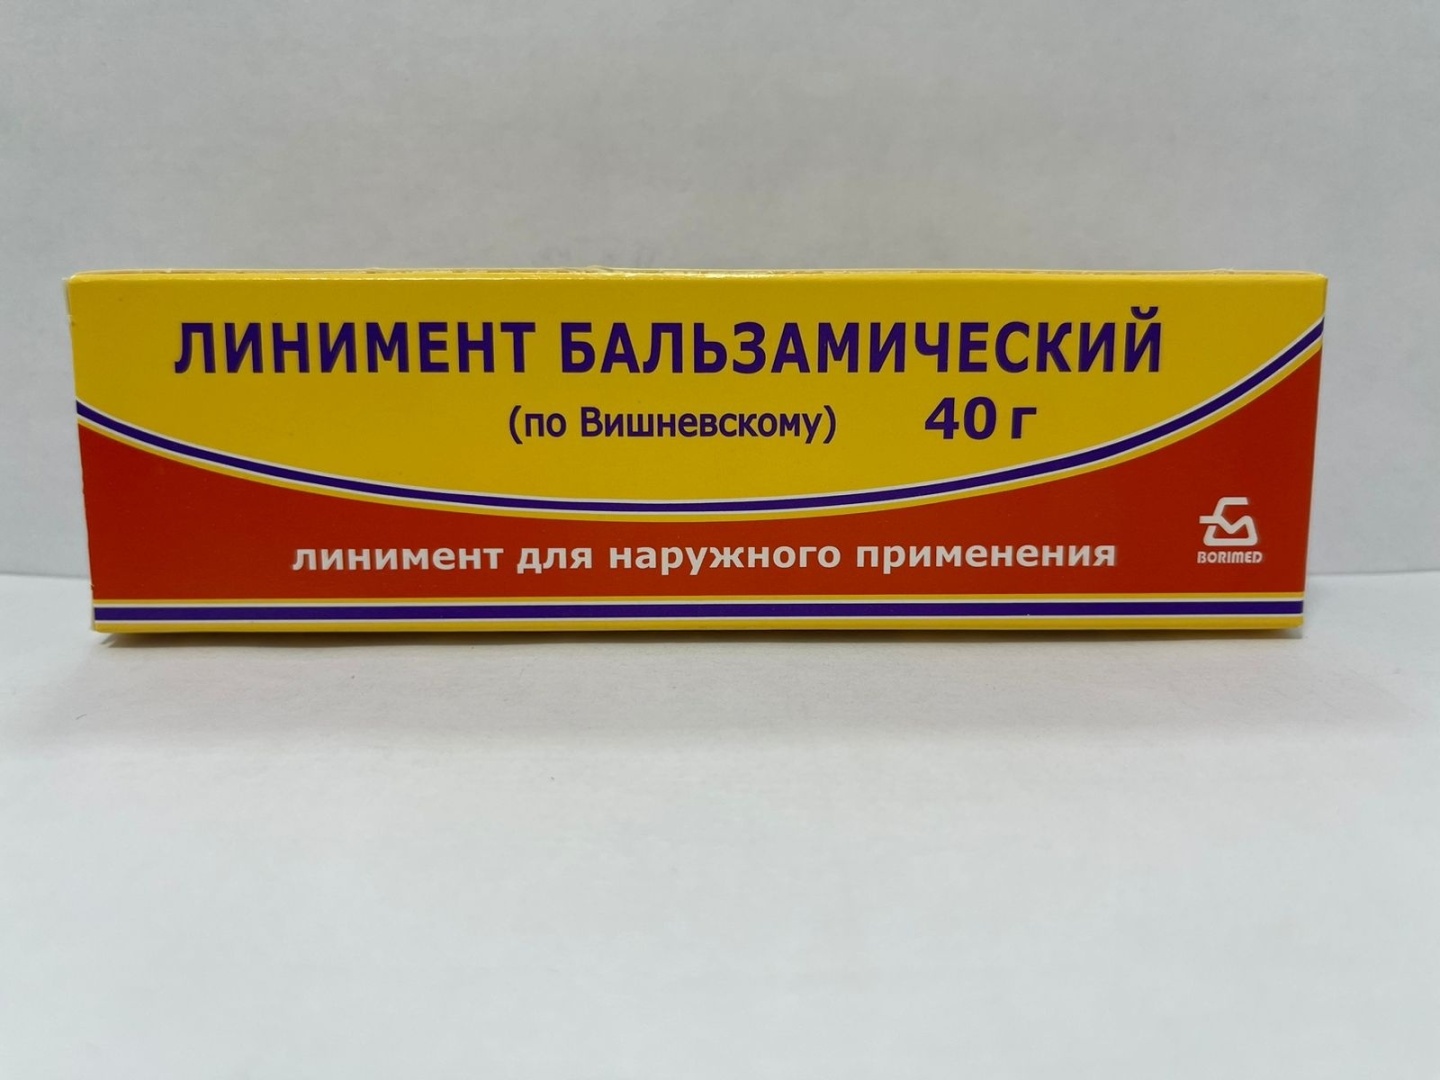 ЛИНИМЕНТ БАЛЬЗАМИЧЕСКИЙ
(по Вишневскому) 40 г
линимент для наружного применения
BORIMED